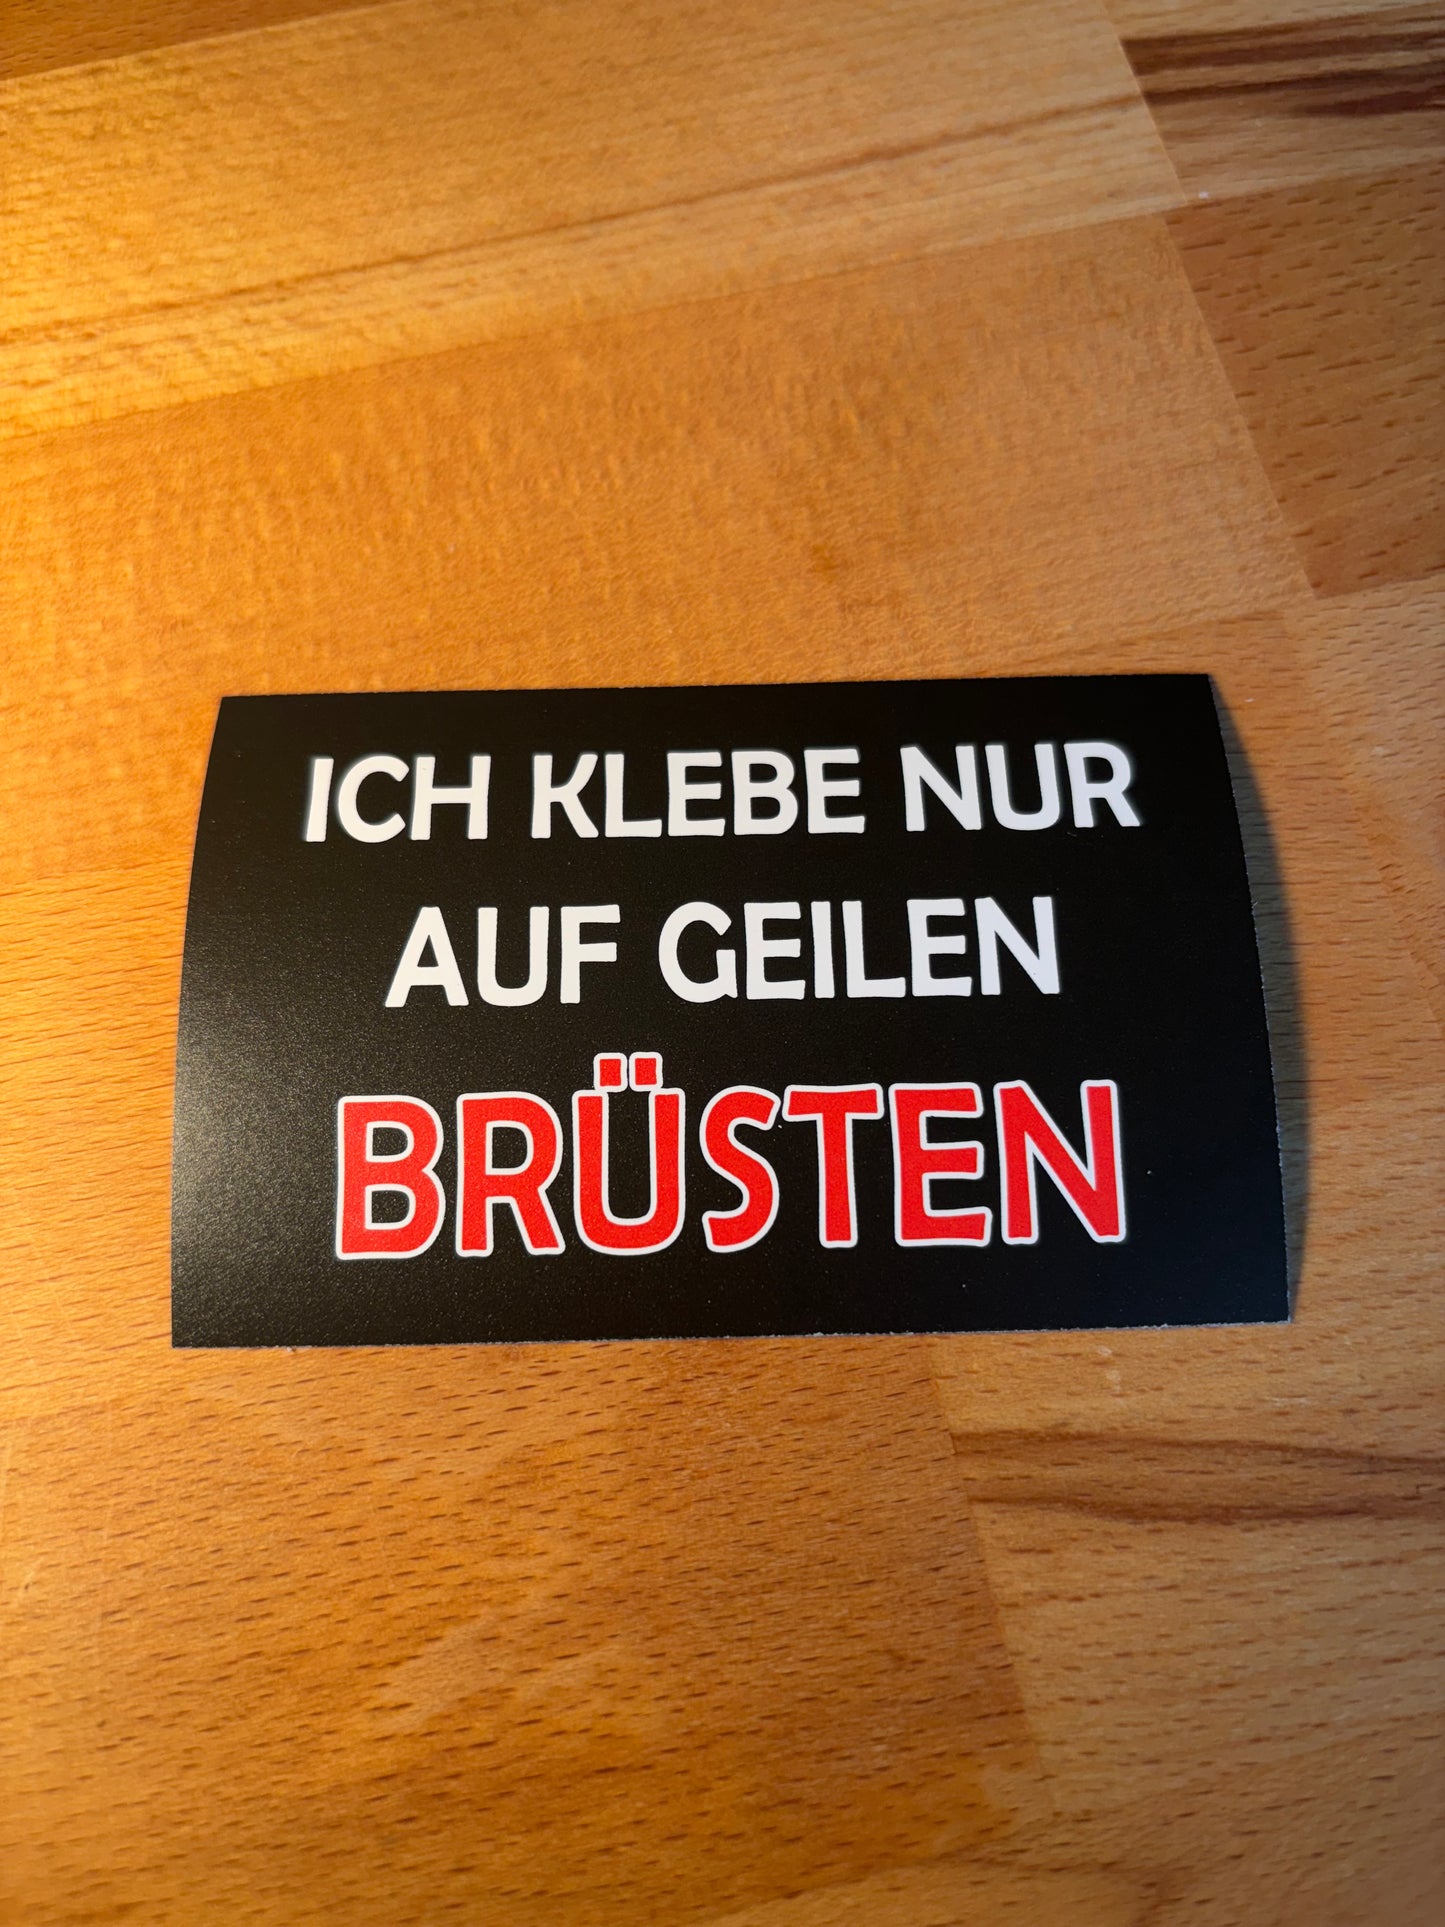 ICH KLEBE NUR
AUF GEILEN
BRÜSTEN